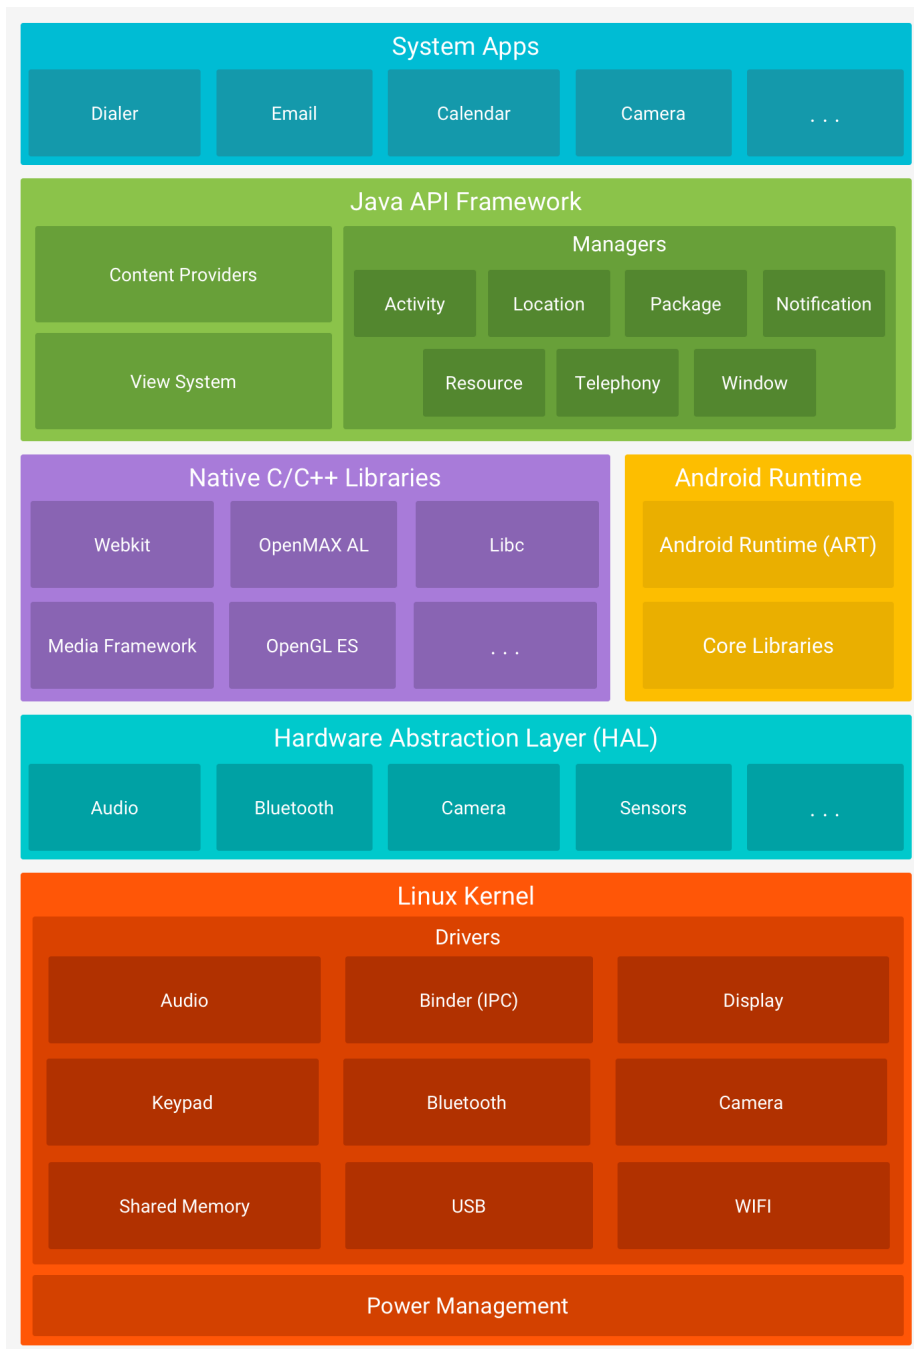 System Apps
Dialer
Email
Calendar
Camera
. . .
Java API Framework
Content Providers
View System
Managers
Activity
Location
Package
Notification
Resource
Telephony
Window
Native C/C++ Libraries
Webkit
OpenMAX AL
Libc
Media Framework
OpenGL ES
. . .
Android Runtime
Android Runtime (ART)
Core Libraries
Hardware Abstraction Layer (HAL)
Audio
Bluetooth
Camera
Sensors
. . .
Linux Kernel
Drivers
Audio
Binder (IPC)
Display
Keypad
Bluetooth
Camera
Shared Memory
USB
WIFI
Power Management